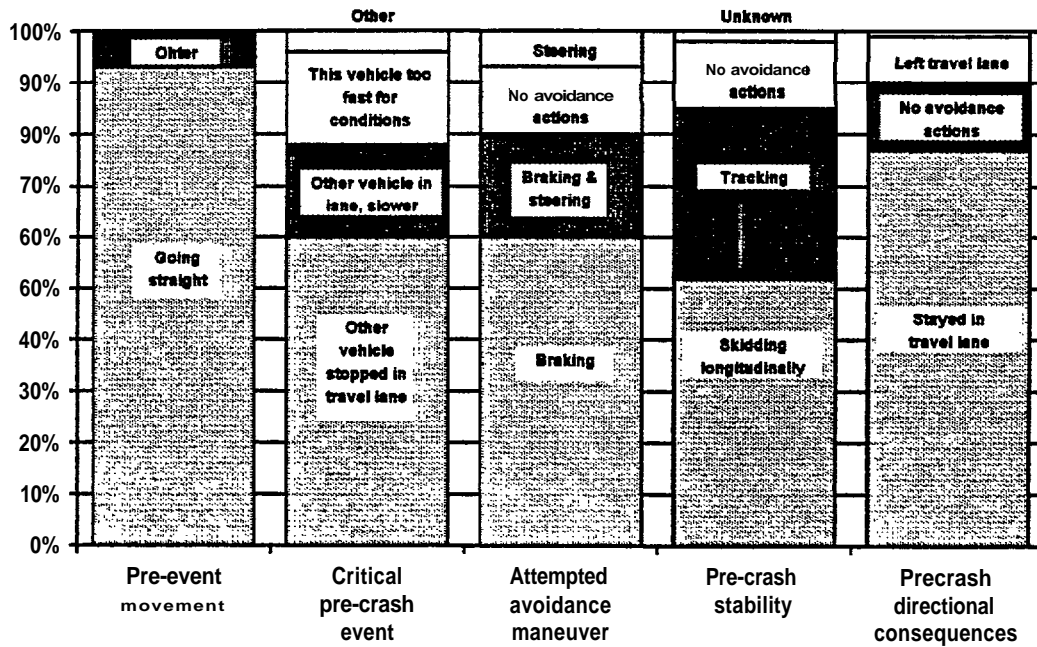 Other
Unknown
100%
90%
90%
70%
60%
60%
40%
30%
20%
10%
0%
Ohter
Going
straight
This vehicle too
fast for
conditions
Other vehicle in
lane, slower
Other
vehicle
stopped in
travel lane
Steering
No avoidance
actions
Braking &
steering
Braking
No avoidance
actions
Tracking
Skidding
longitudinally
Left travel lane
No avoidance
actions
Stayed in
travel lane
Pre-event
movement
Critical
pre-crash
event
Attempted
avoidance
maneuver
Pre-crash
stability
Precrash
directional
consequences